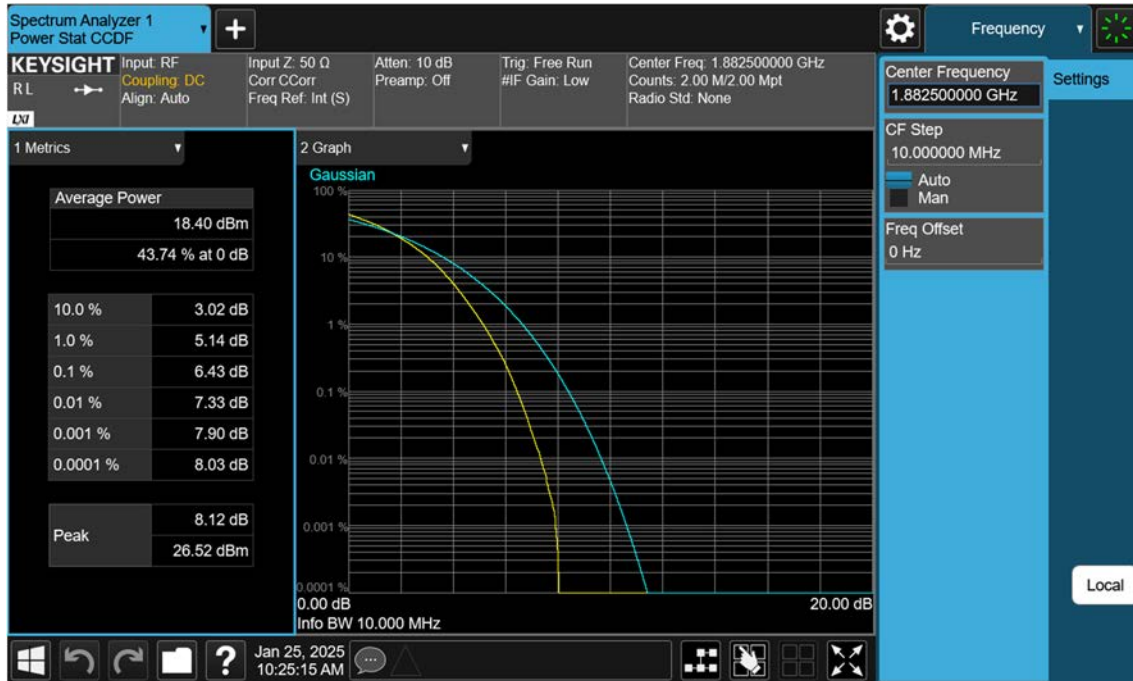 Spectrum Analyzer 1
Power Stat CCDF
Frequency
KEYSIGHT
R L
LXI
Input: RF
Coupling: DC
Align: Auto
Input Z: 50 Ω
Corr CCorr
Freq Ref: Int (S)
Atten: 10 dB
Preamp: Off
Trig: Free Run
#IF Gain: Low
Center Freq: 1.882500000 GHz
Counts: 2.00 M/2.00 Mpt
Radio Std: None
Center Frequency
1.882500000 GHz
Settings
CF Step
10.000000 MHz
Auto
Man
Freq Offset
0 Hz
1 Metrics
Average Power
18.40 dBm
43.74 % at 0 dB
10.0 % 3.02 dB
1.0 % 5.14 dB
0.1 % 6.43 dB
0.01 % 7.33 dB
0.001 % 7.90 dB
0.0001 % 8.03 dB
Peak
8.12 dB
26.52 dBm
2 Graph
Gaussian
100 %
10 %
1 %
0.1 %
0.01 %
0.001 %
0.0001 %
0.00 dB 20.00 dB
Info BW 10.000 MHz
Local
?
Jan 25, 2025
10:25:15 AM